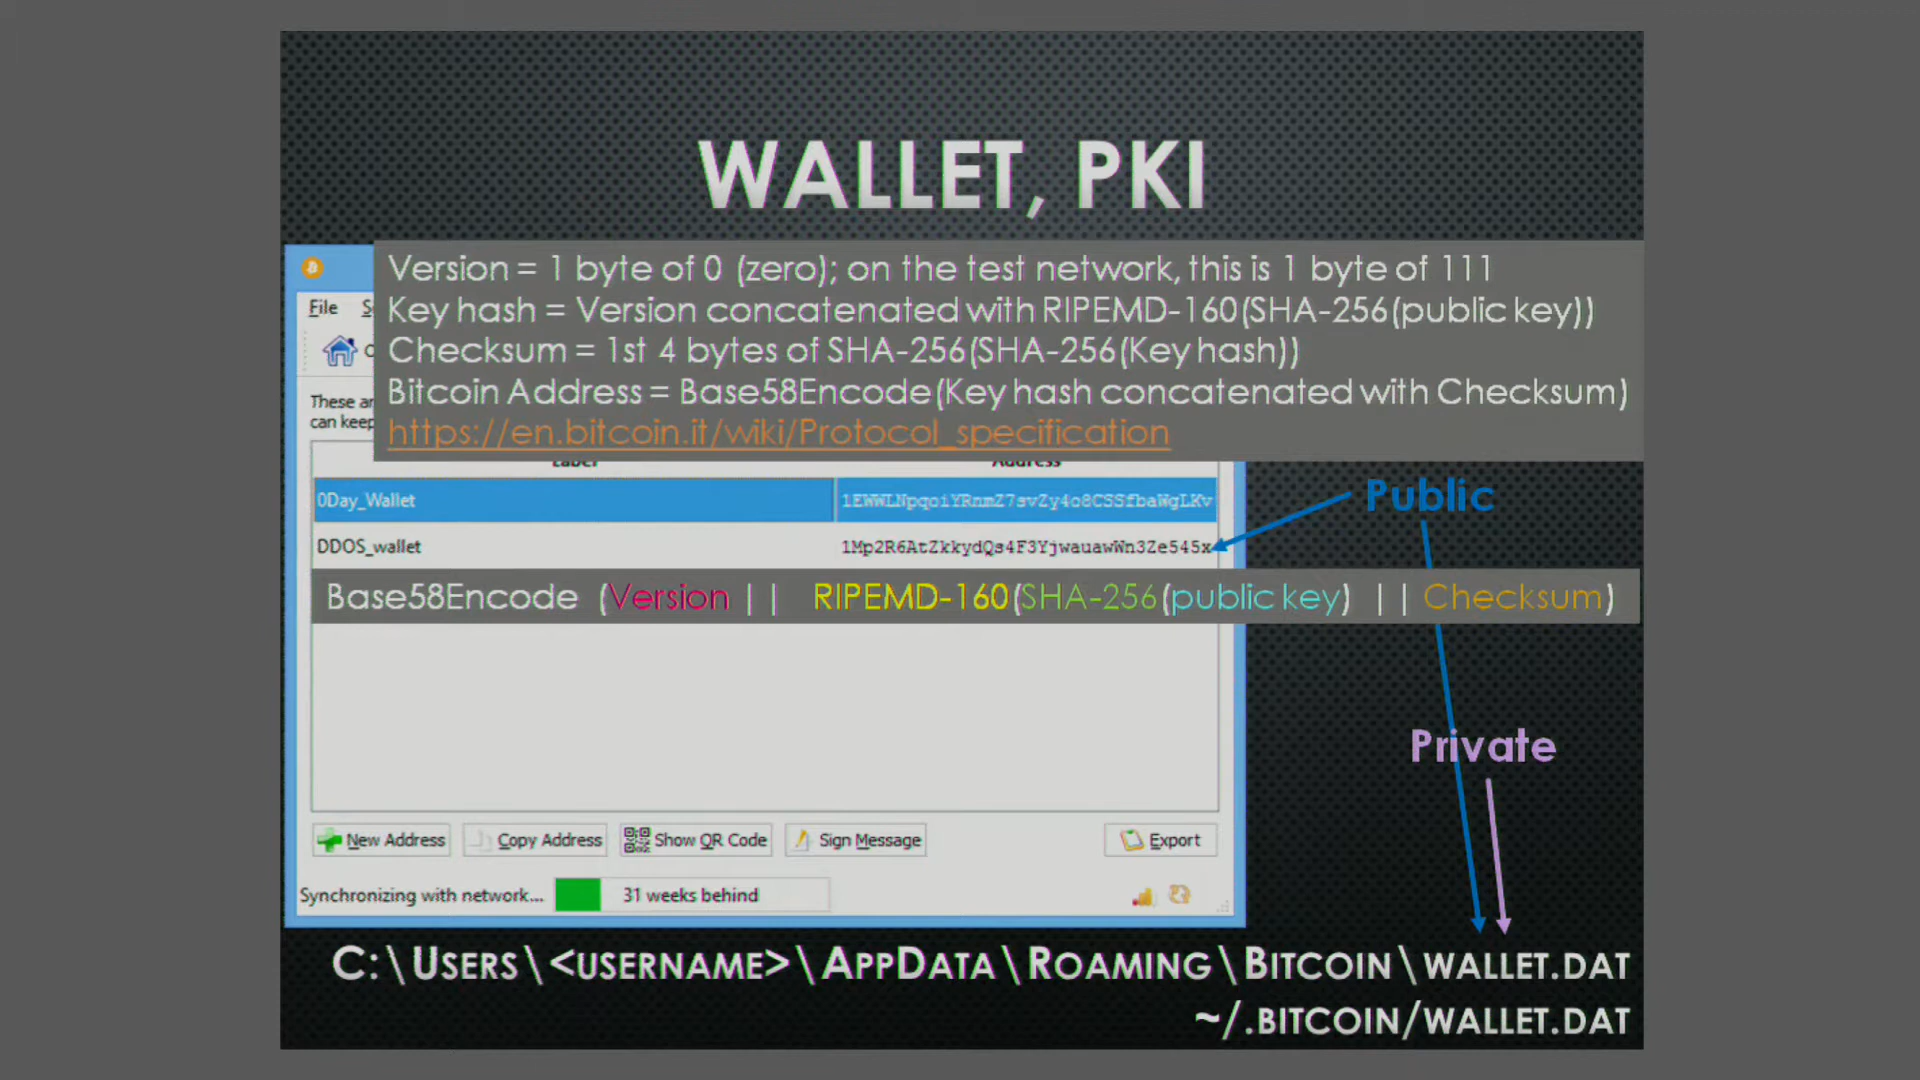 WALLET, PKI
Version = 1 byte of 0 (zero); on the test network, this is 1 byte of 111
Key hash = Version concatenated with RIPEMD-160(SHA-256(public key))
Checksum = 1st 4 bytes of SHA-256(SHA-256(Key hash))
Bitcoin Address = Base58Encode(Key hash concatenated with Checksum)
https://en.bitcoin.it/wiki/Protocol_specification
File
These
can keep
Label Address
0Day_Wallet 1EWWLNpqoiYRnmZ7svZy4o8CSSfbaWgLKv
DDOS_wallet 1Mp2R6AtZkkydQs4F3YjwauawWn3Ze545x
Public
Base58Encode (Version || RIPEMD-160(SHA-256(public key) || Checksum)
Private
New Address Copy Address Show QR Code Sign Message Export
Synchronizing with network... 31 weeks behind
C:\USERS\<USERNAME>\APPDATA\ROAMING\BITCOIN\WALLET.DAT
~/.BITCOIN/WALLET.DAT